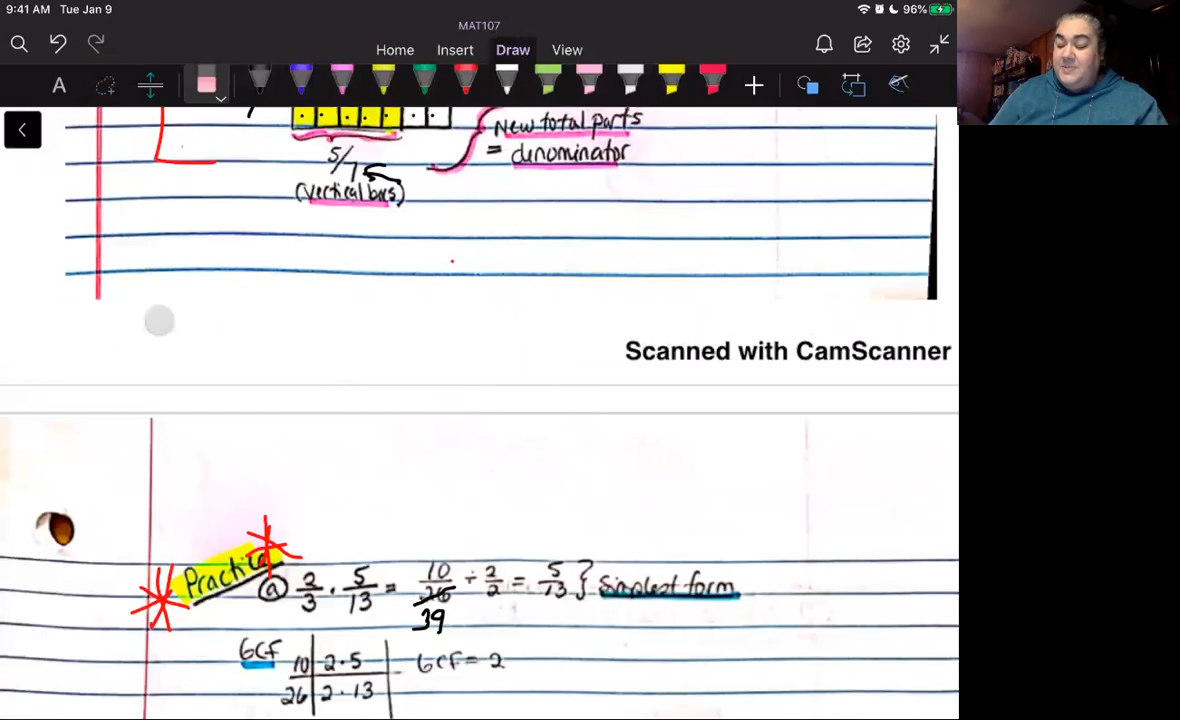 9:41 AM Tue Jan 9
96%
MAT107
Home Insert Draw View
A
New total parts
= denominator
5/7
(vertical bars)
Scanned with CamScanner
Practice
(a) 2/3 · 5/13 = 10/26 ÷ 2/2 = 5/13 } Simplest form
39
GCF 10 | 2·5 GCF = 2
26 | 2·13